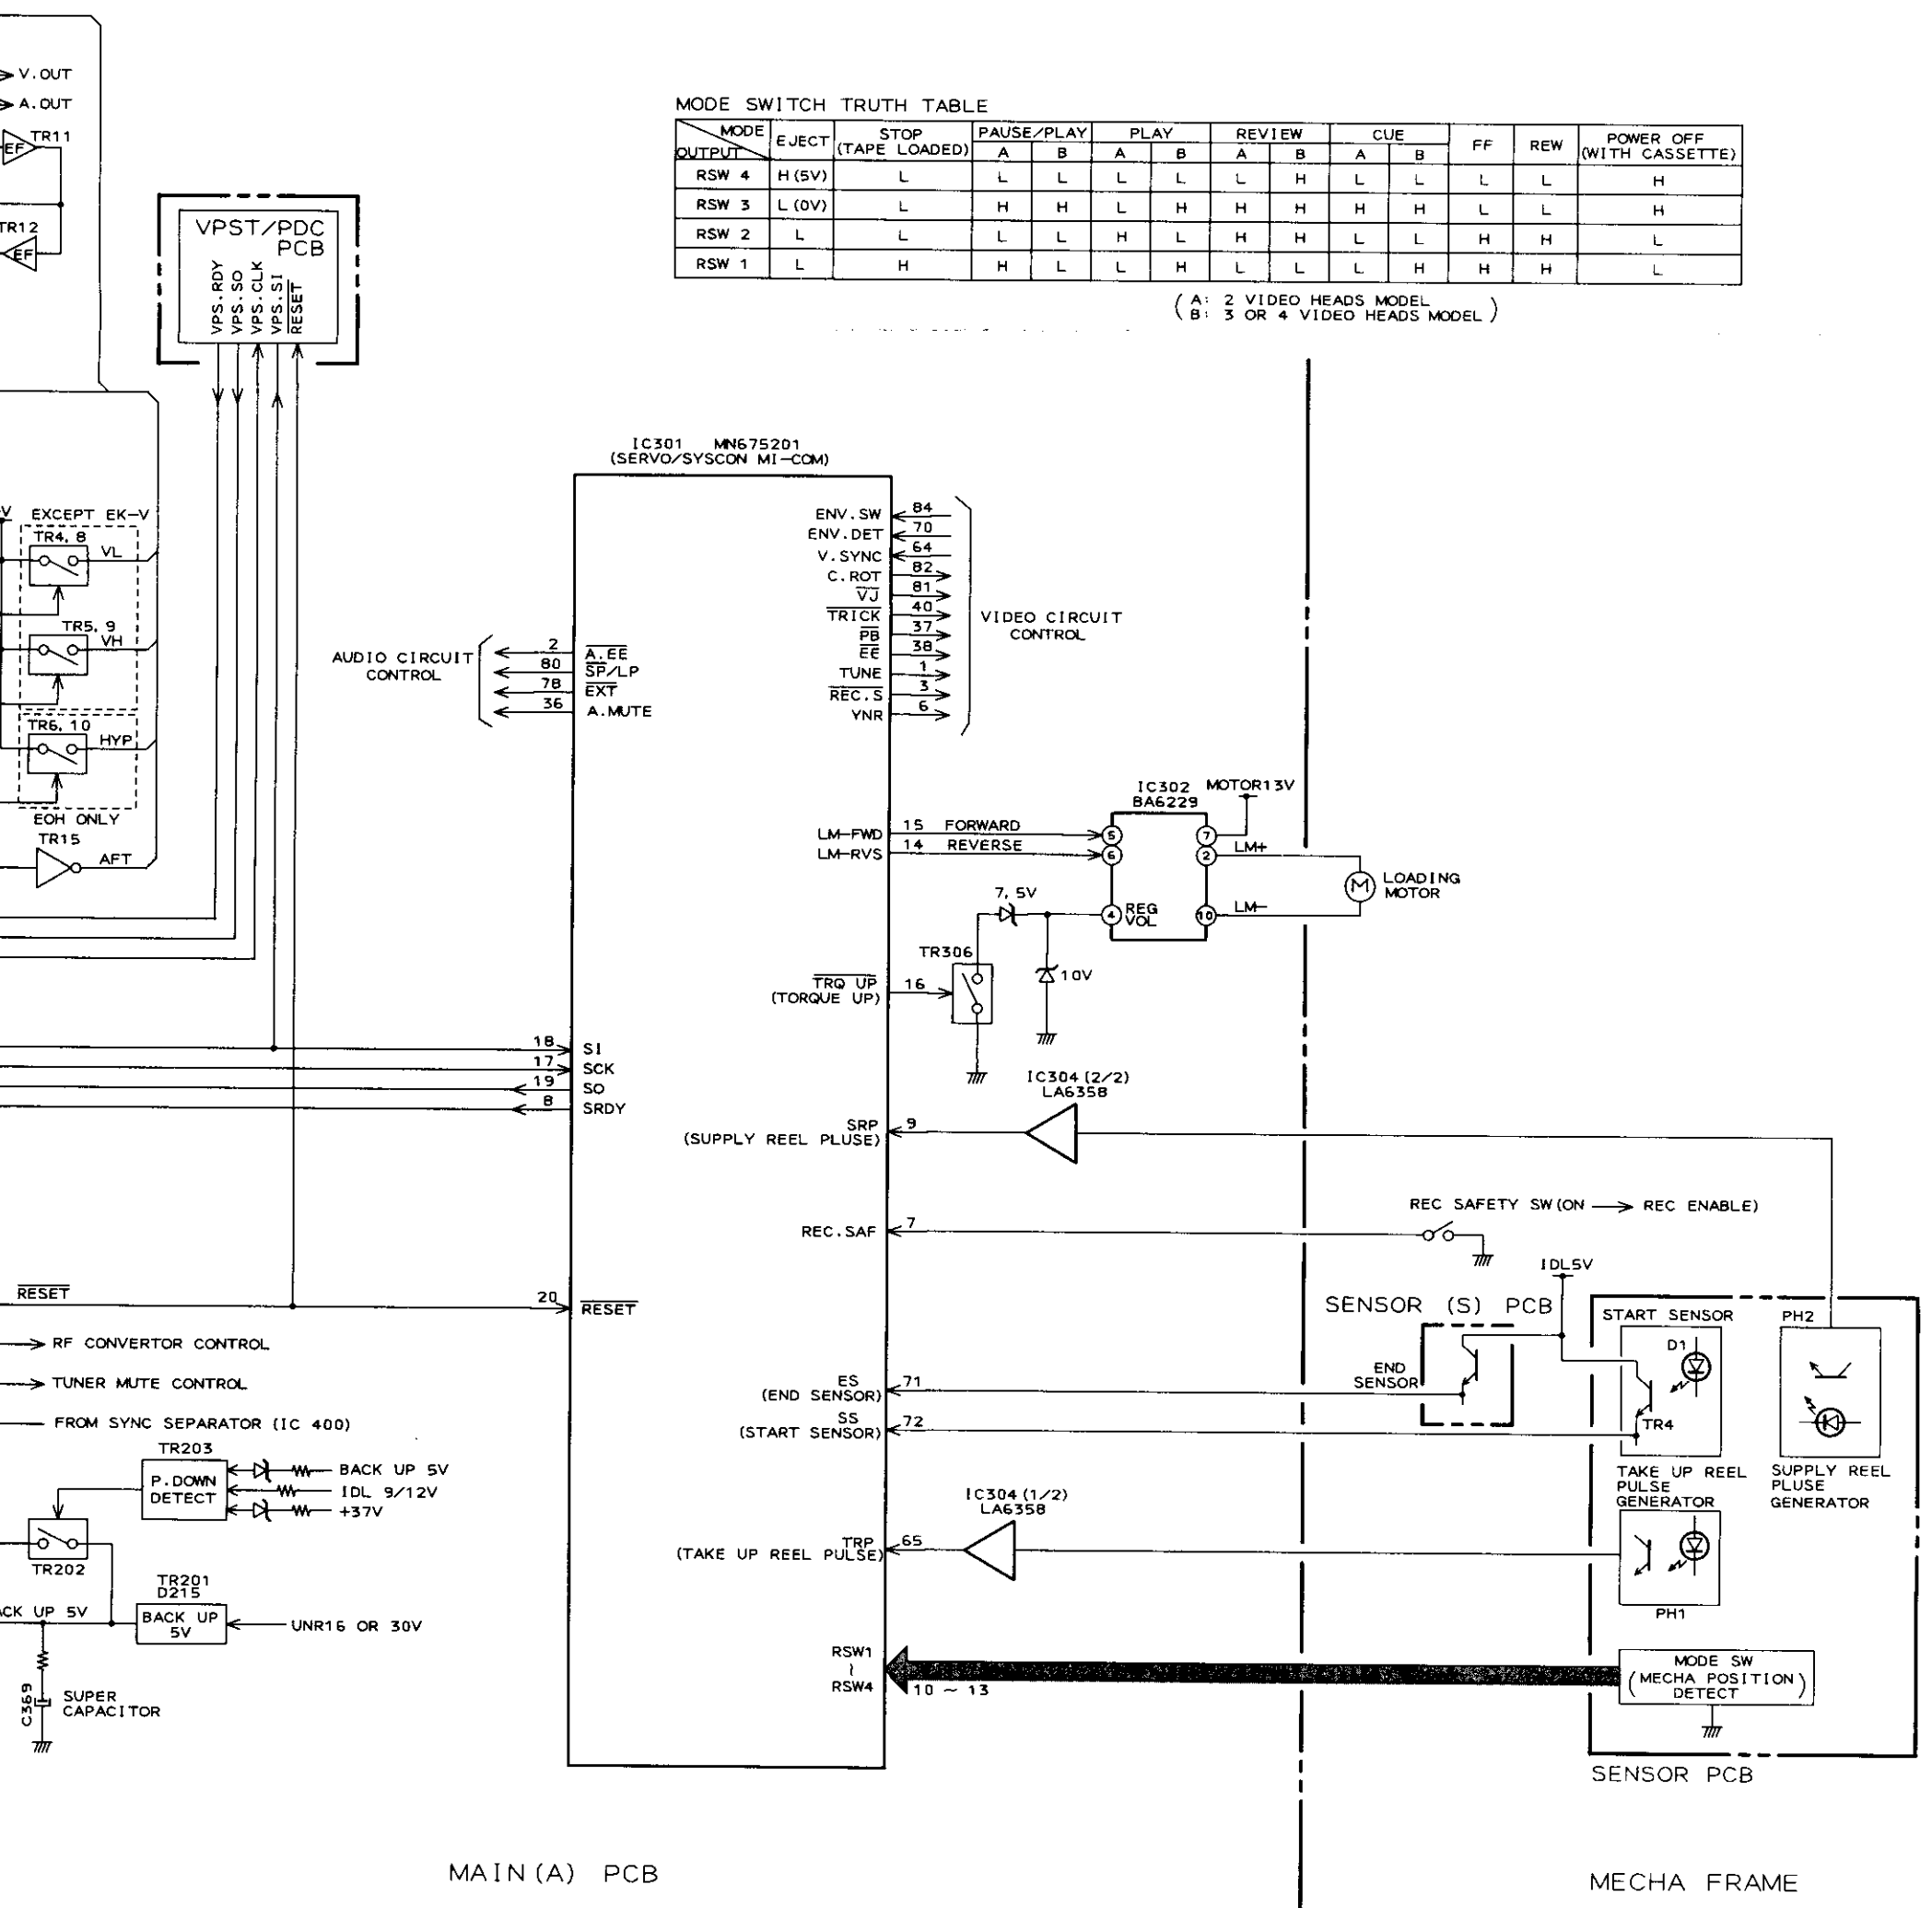 V.OUT
A.OUT
TR11
EF
TR12
EF
MODE SWITCH TRUTH TABLE
MODE OUTPUT EJECT STOP (TAPE LOADED) PAUSE/PLAY PLAY REVIEW CUE FF REW POWER OFF (WITH CASSETTE)
A B A B A B A B
RSW 4 H(5V) L L L L L L H L L L L H
RSW 3 L(0V) L H H L H H H H H L L H
RSW 2 L L L L H L H H L L H H L
RSW 1 L H H L L H L L L H H H L
(A: 2 VIDEO HEADS MODEL
B: 3 OR 4 VIDEO HEADS MODEL)
VPST/PDC
PCB
VPS.RDY
VPS.SO
VPS.CLK
VPS.SI
RESET
IC301 MN675201
(SERVO/SYSCON MI-COM)
V EXCEPT EK-V
TR4, 8
VL
TR5, 9
VH
TR6, 10
HYP
EOH ONLY
TR15
AFT
AUDIO CIRCUIT
CONTROL
2 A.EE
80 SP/LP
78 EXT
36 A.MUTE
ENV.SW 84
ENV.DET 70
V.SYNC 64
C.ROT 82
VJ 81
TRICK 40
PB 37
EE 38
TUNE 1
REC.S 3
YNR 6
VIDEO CIRCUIT
CONTROL
IC302
BA6229
MOTOR13V
LM-FWD 15 FORWARD 5 7
LM-RVS 14 REVERSE 6 2 LM+
M LOADING
MOTOR
7, 5V
4 REG
VOL
10 LM-
TR306
10V
TRQ UP
(TORQUE UP) 16
18 SI
17 SCK
19 SO
8 SRDY
IC304(2/2)
LA6358
SRP 9
(SUPPLY REEL PLUSE)
REC SAFETY SW(ON → REC ENABLE)
REC.SAF 7
IDL5V
RESET
20 RESET
SENSOR (S) PCB
START SENSOR
PH2
D1
TR4
END
SENSOR
RF CONVERTOR CONTROL
TUNER MUTE CONTROL
FROM SYNC SEPARATOR (IC 400)
ES 71
(END SENSOR)
SS 72
(START SENSOR)
TAKE UP REEL
PULSE
GENERATOR
SUPPLY REEL
PLUSE
GENERATOR
TR203
P.DOWN
DETECT
BACK UP 5V
IDL 9/12V
+37V
TR202
IC304(1/2)
LA6358
TRP 65
(TAKE UP REEL PULSE)
PH1
TR201
D215
BACK UP
5V
UNR16 OR 30V
CK UP 5V
C369
SUPER
CAPACITOR
RSW1
~
RSW4
10 ~ 13
MODE SW
(MECHA POSITION)
DETECT
SENSOR PCB
MAIN(A) PCB
MECHA FRAME